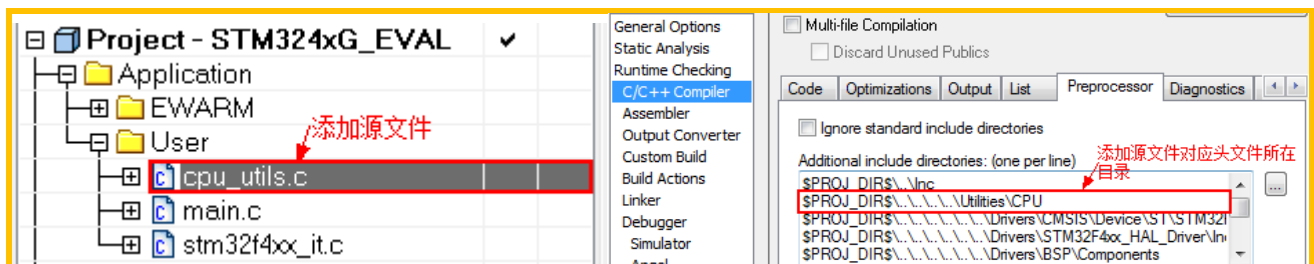 Project - STM324xG_EVAL
Application
EWARM
User
添加源文件
cpu_utils.c
main.c
stm32f4xx_it.c
General Options
Static Analysis
Runtime Checking
C/C++ Compiler
Assembler
Output Converter
Custom Build
Build Actions
Linker
Debugger
Simulator
Multi-file Compilation
Discard Unused Publics
Code Optimizations Output List Preprocessor Diagnostics
Ignore standard include directories
Additional include directories: (one per line)
添加源文件对应头文件所在
目录
$PROJ_DIR$\..\Inc
$PROJ_DIR$\..\..\..\..\Utilities\CPU
$PROJ_DIR$\..\..\..\..\..\..\Drivers\CMSIS\Device\ST\STM32
$PROJ_DIR$\..\..\..\..\..\..\Drivers\STM32F4xx_HAL_Driver\In
$PROJ_DIR$\..\..\..\..\..\..\Drivers\BSP\Components